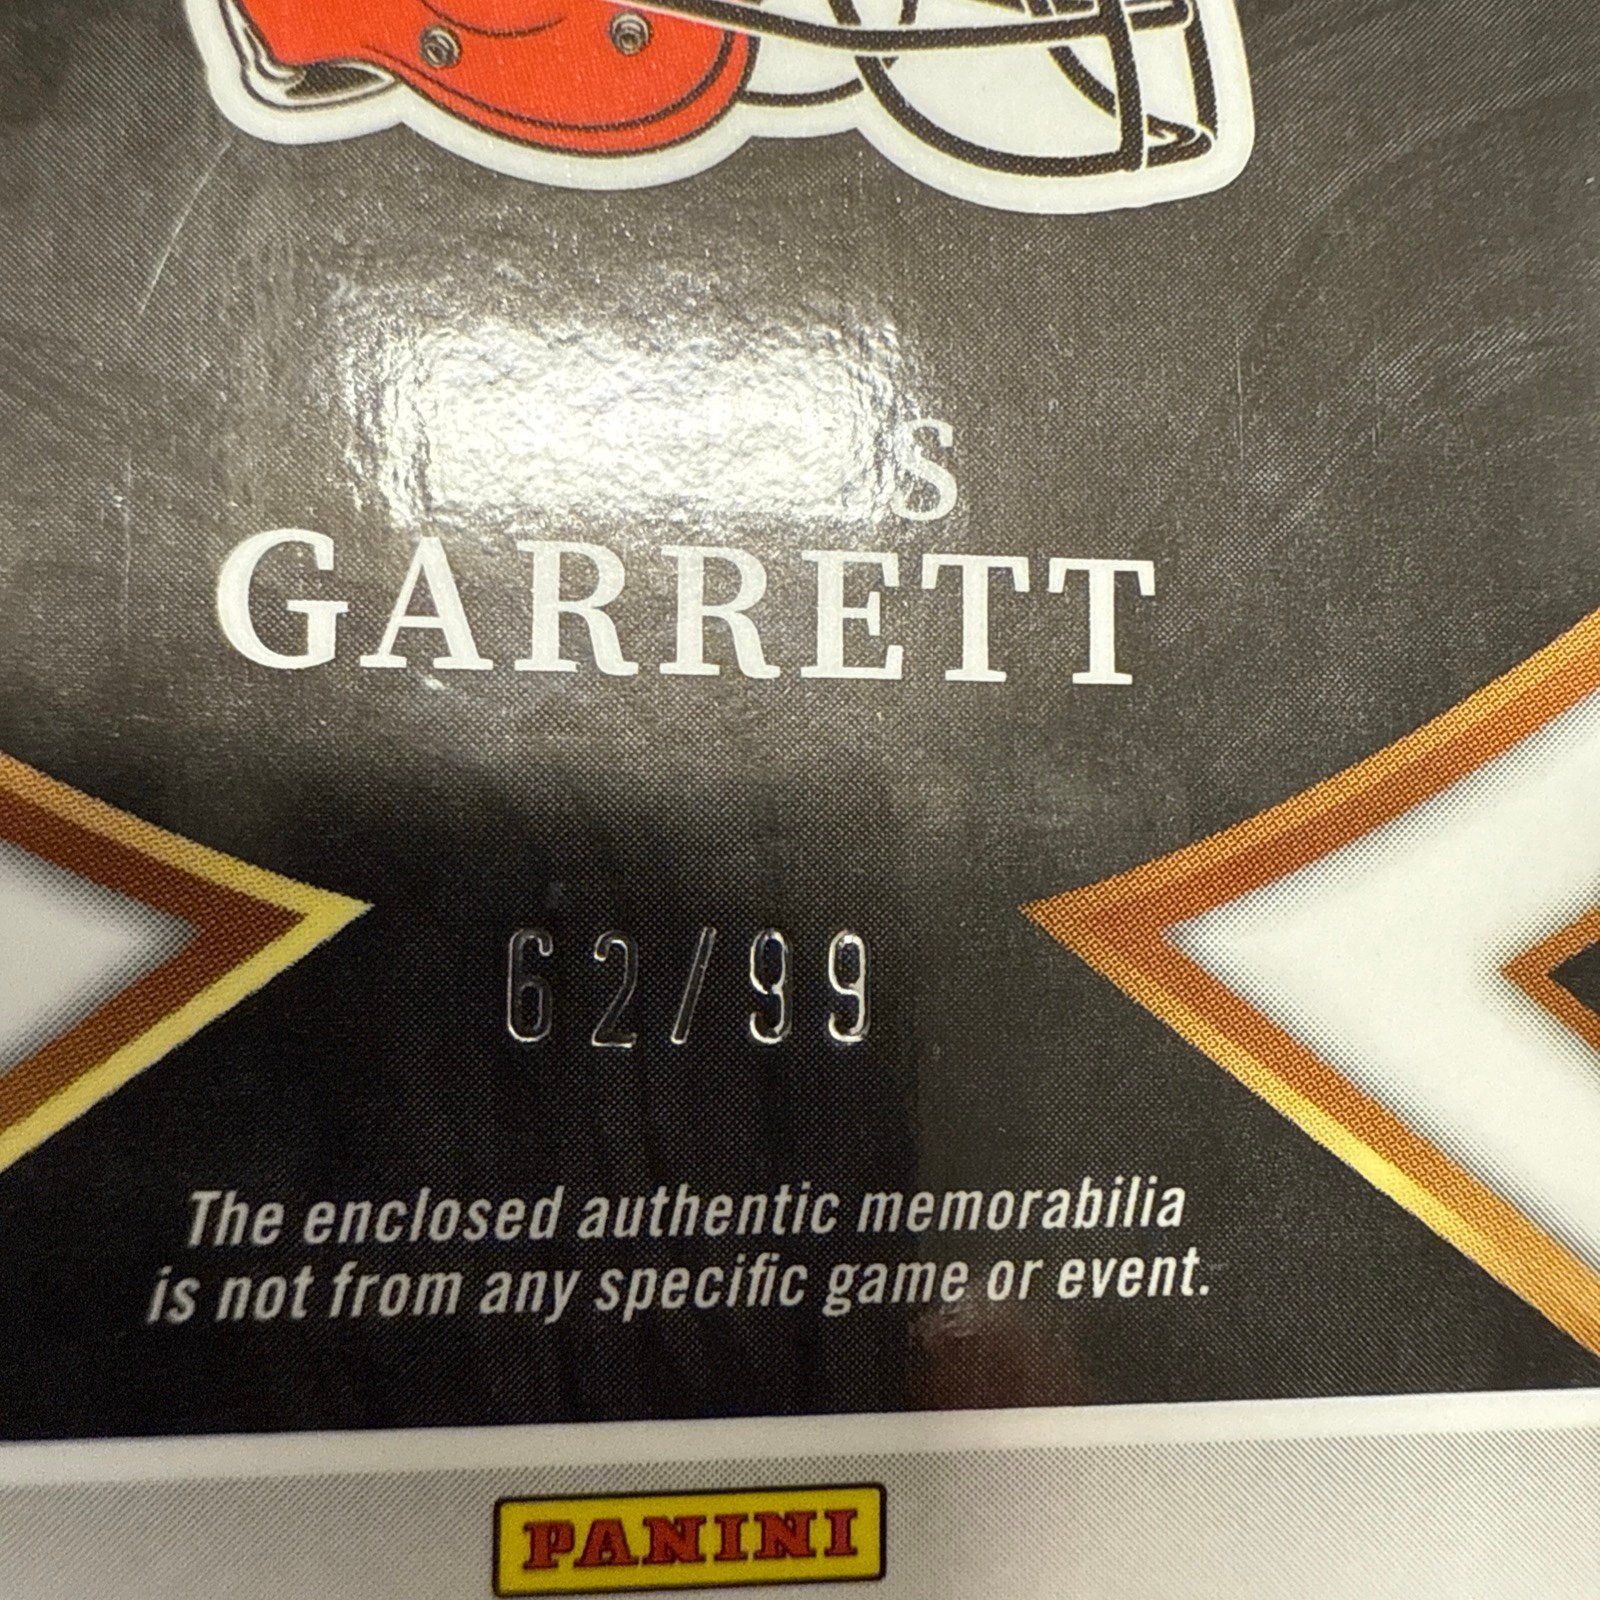 GARRETT
62/99
The enclosed authentic memorabilia
is not from any specific game or event.
PANINI